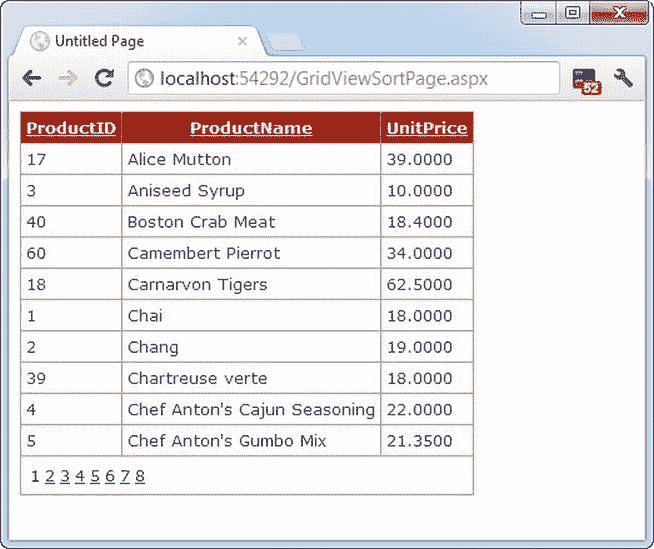 Untitled Page
localhost:54292/GridViewSortPage.aspx
52
ProductID ProductName UnitPrice
17 Alice Mutton 39.0000
3 Aniseed Syrup 10.0000
40 Boston Crab Meat 18.4000
60 Camembert Pierrot 34.0000
18 Carnarvon Tigers 62.5000
1 Chai 18.0000
2 Chang 19.0000
39 Chartreuse verte 18.0000
4 Chef Anton's Cajun Seasoning 22.0000
5 Chef Anton's Gumbo Mix 21.3500
1 2 3 4 5 6 7 8